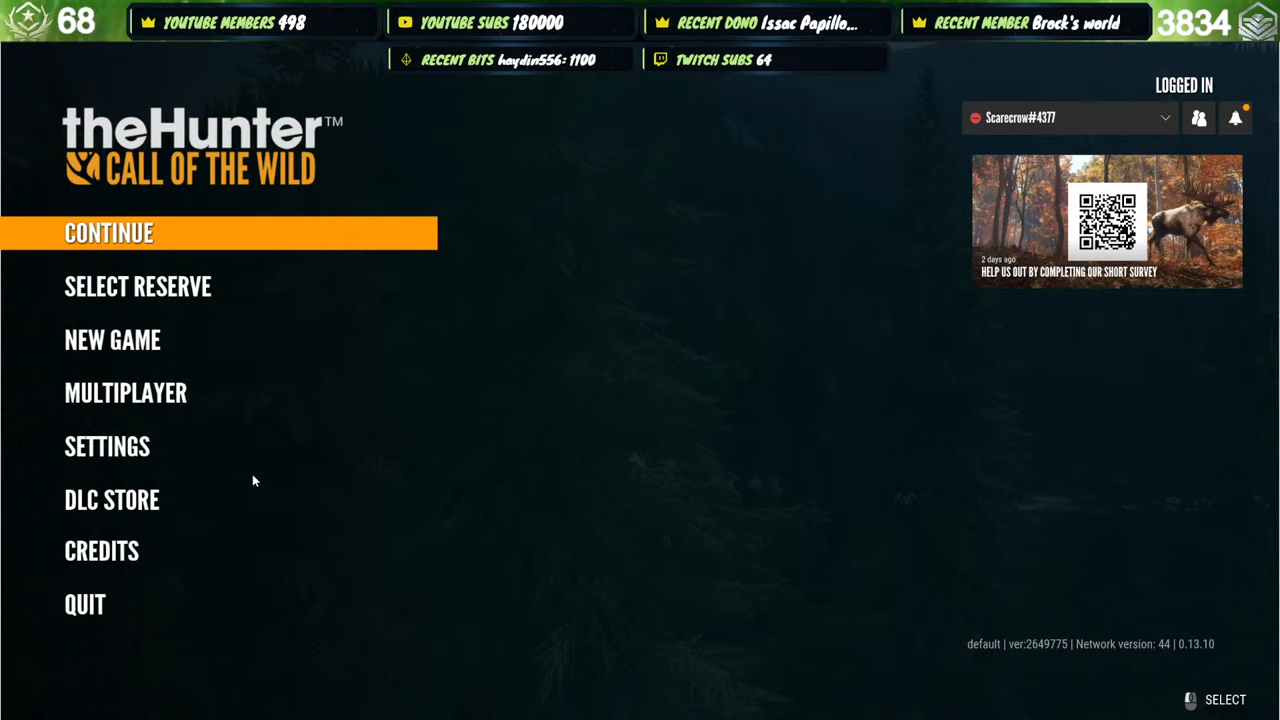 68
YOUTUBE MEMBERS 498
YOUTUBE SUBS 180000
RECENT DONO Issac Papillo...
RECENT MEMBER Brock's world
3834
RECENT BITS haydin556: 1100
TWITCH SUBS 64
LOGGED IN
Scarecrow#4377
theHunter™
CALL OF THE WILD
2 days ago
HELP US OUT BY COMPLETING OUR SHORT SURVEY
CONTINUE
SELECT RESERVE
NEW GAME
MULTIPLAYER
SETTINGS
DLC STORE
CREDITS
QUIT
default | ver:2649775 | Network version: 44 | 0.13.10
SELECT